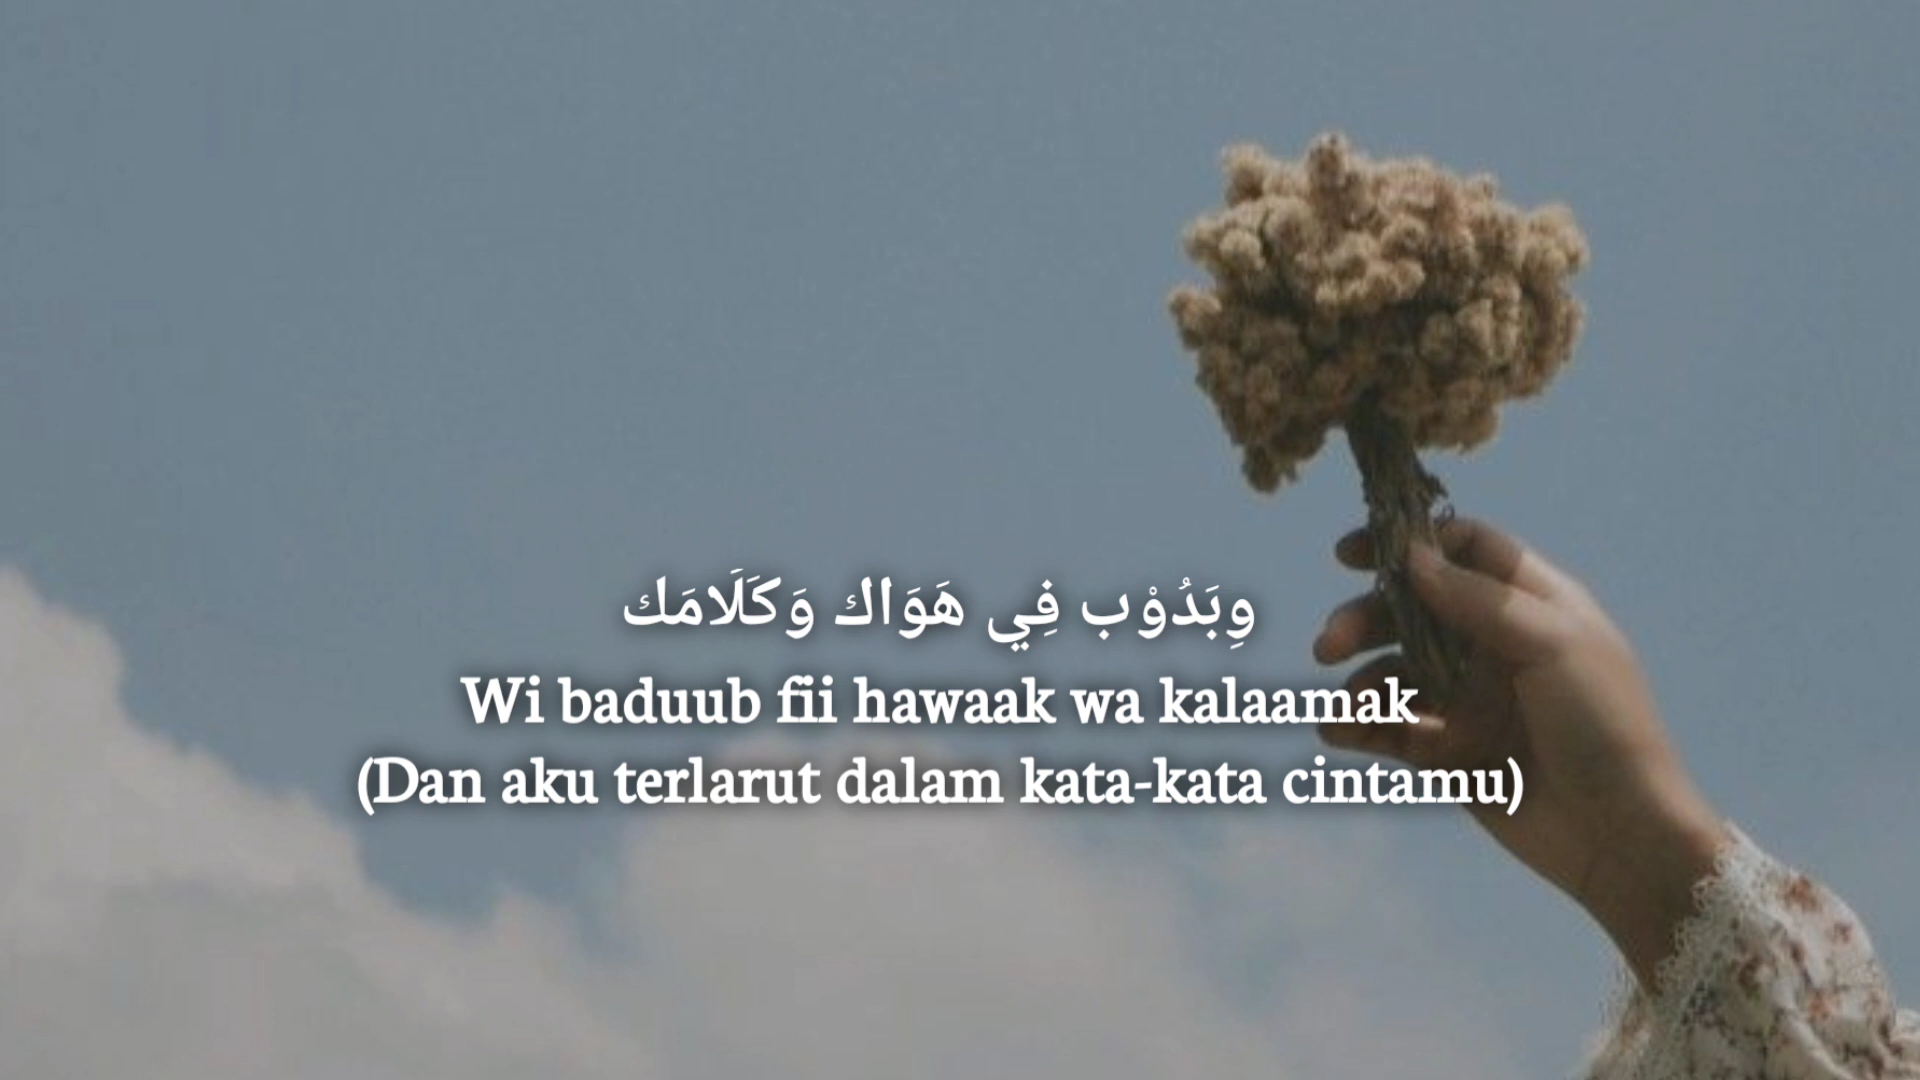 وِبَدُوْب فِي هَوَاك وَكَلَامَك
Wi baduub fii hawaak wa kalaamak
(Dan aku terlarut dalam kata-kata cintamu)